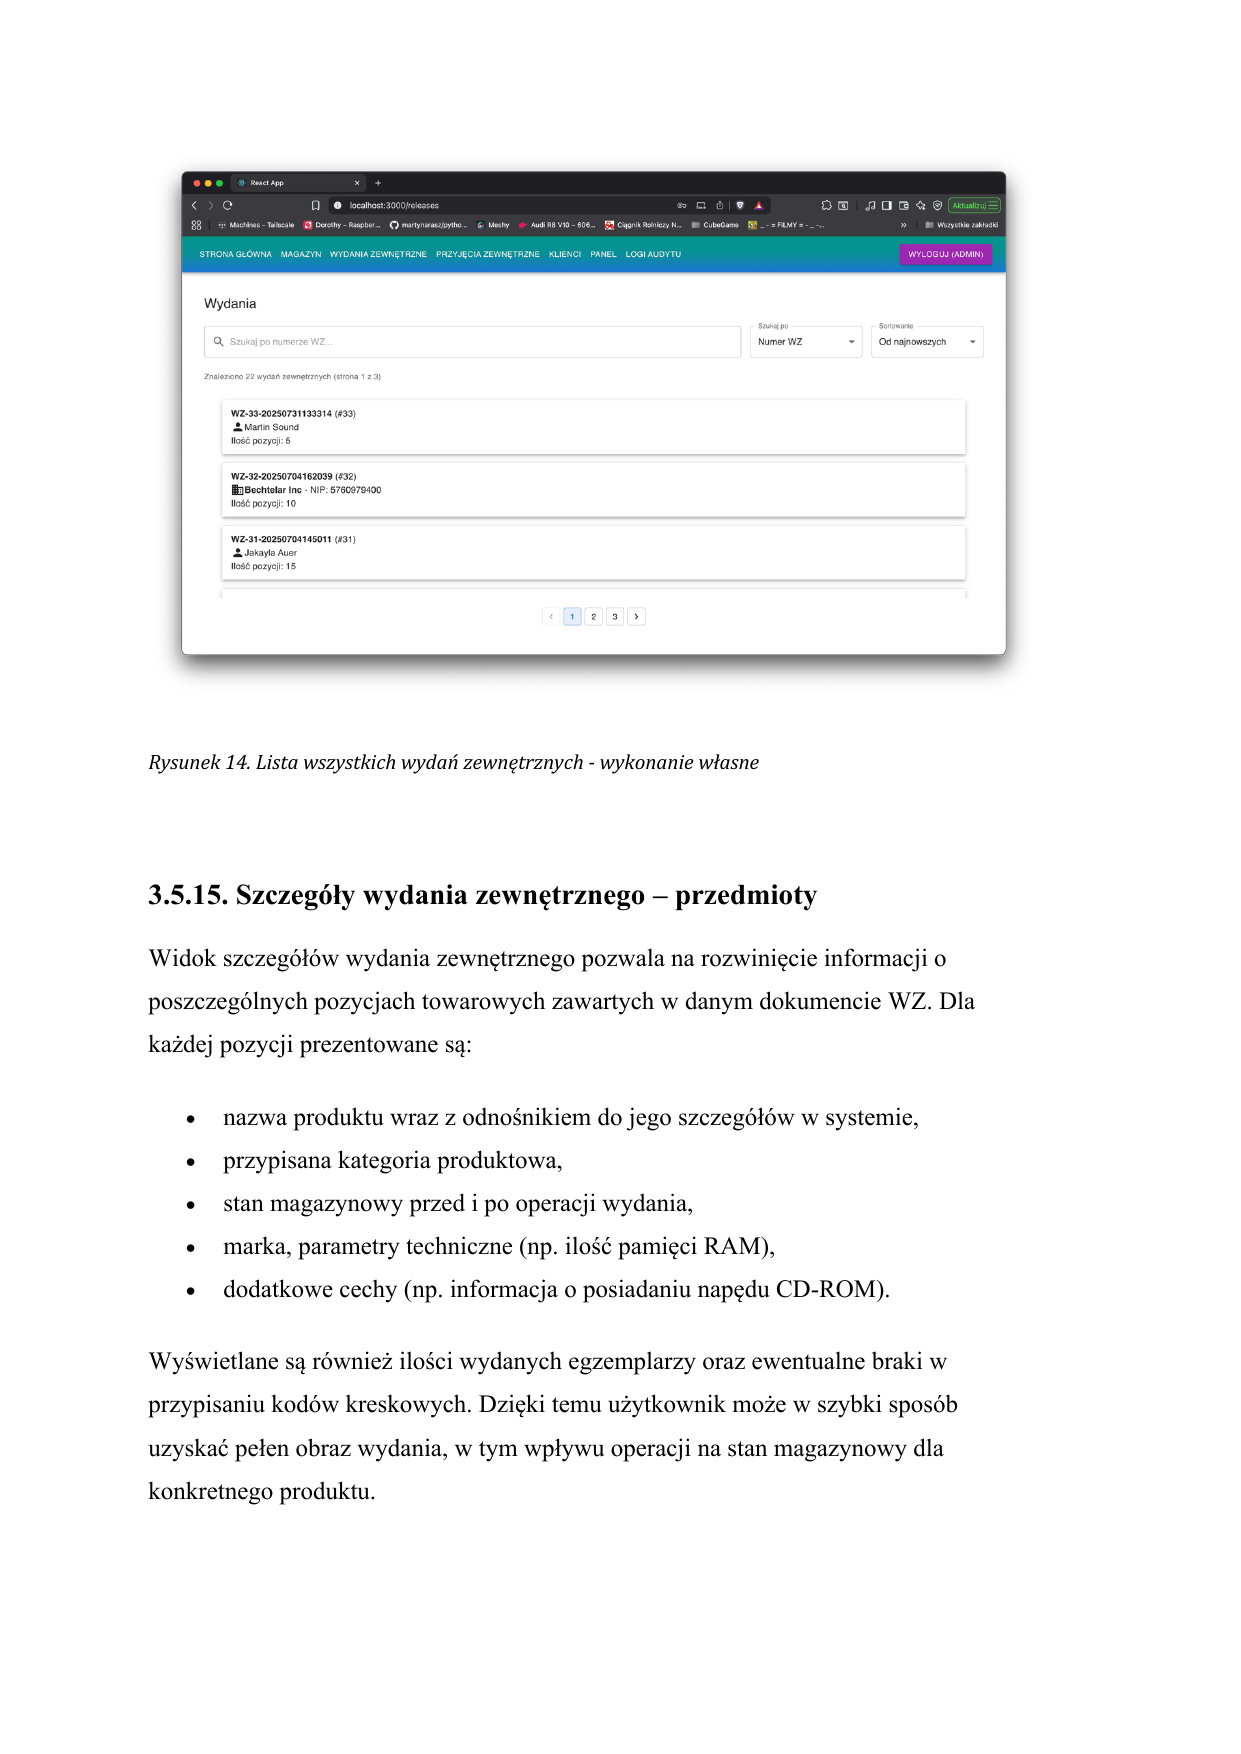 React App
localhost:3000/releases
Aktualizuj
Machines – Tailscale Dorothy – Raspber... martynarasz/pytho... Meshy Audi R8 V10 – 606... Ciągnik Rolniczy N... CubeGame _ - = FILMY = - _ -... » Wszystkie zakładki
STRONA GŁÓWNA MAGAZYN WYDANIA ZEWNĘTRZNE PRZYJĘCIA ZEWNĘTRZNE KLIENCI PANEL LOGI AUDYTU WYLOGUJ (ADMIN)
Wydania
Szukaj po Sortowanie
Szukaj po numerze WZ... Numer WZ Od najnowszych
Znaleziono 22 wydań zewnętrznych (strona 1 z 3)
WZ-33-20250731133314 (#33)
Martin Sound
Ilość pozycji: 5
WZ-32-20250704162039 (#32)
Bechtelar Inc - NIP: 5760979400
Ilość pozycji: 10
WZ-31-20250704145011 (#31)
Jakayla Auer
Ilość pozycji: 15
1 2 3
Rysunek 14. Lista wszystkich wydań zewnętrznych - wykonanie własne
3.5.15. Szczegóły wydania zewnętrznego – przedmioty
Widok szczegółów wydania zewnętrznego pozwala na rozwinięcie informacji o
poszczególnych pozycjach towarowych zawartych w danym dokumencie WZ. Dla
każdej pozycji prezentowane są:
• nazwa produktu wraz z odnośnikiem do jego szczegółów w systemie,
• przypisana kategoria produktowa,
• stan magazynowy przed i po operacji wydania,
• marka, parametry techniczne (np. ilość pamięci RAM),
• dodatkowe cechy (np. informacja o posiadaniu napędu CD-ROM).
Wyświetlane są również ilości wydanych egzemplarzy oraz ewentualne braki w
przypisaniu kodów kreskowych. Dzięki temu użytkownik może w szybki sposób
uzyskać pełen obraz wydania, w tym wpływu operacji na stan magazynowy dla
konkretnego produktu.